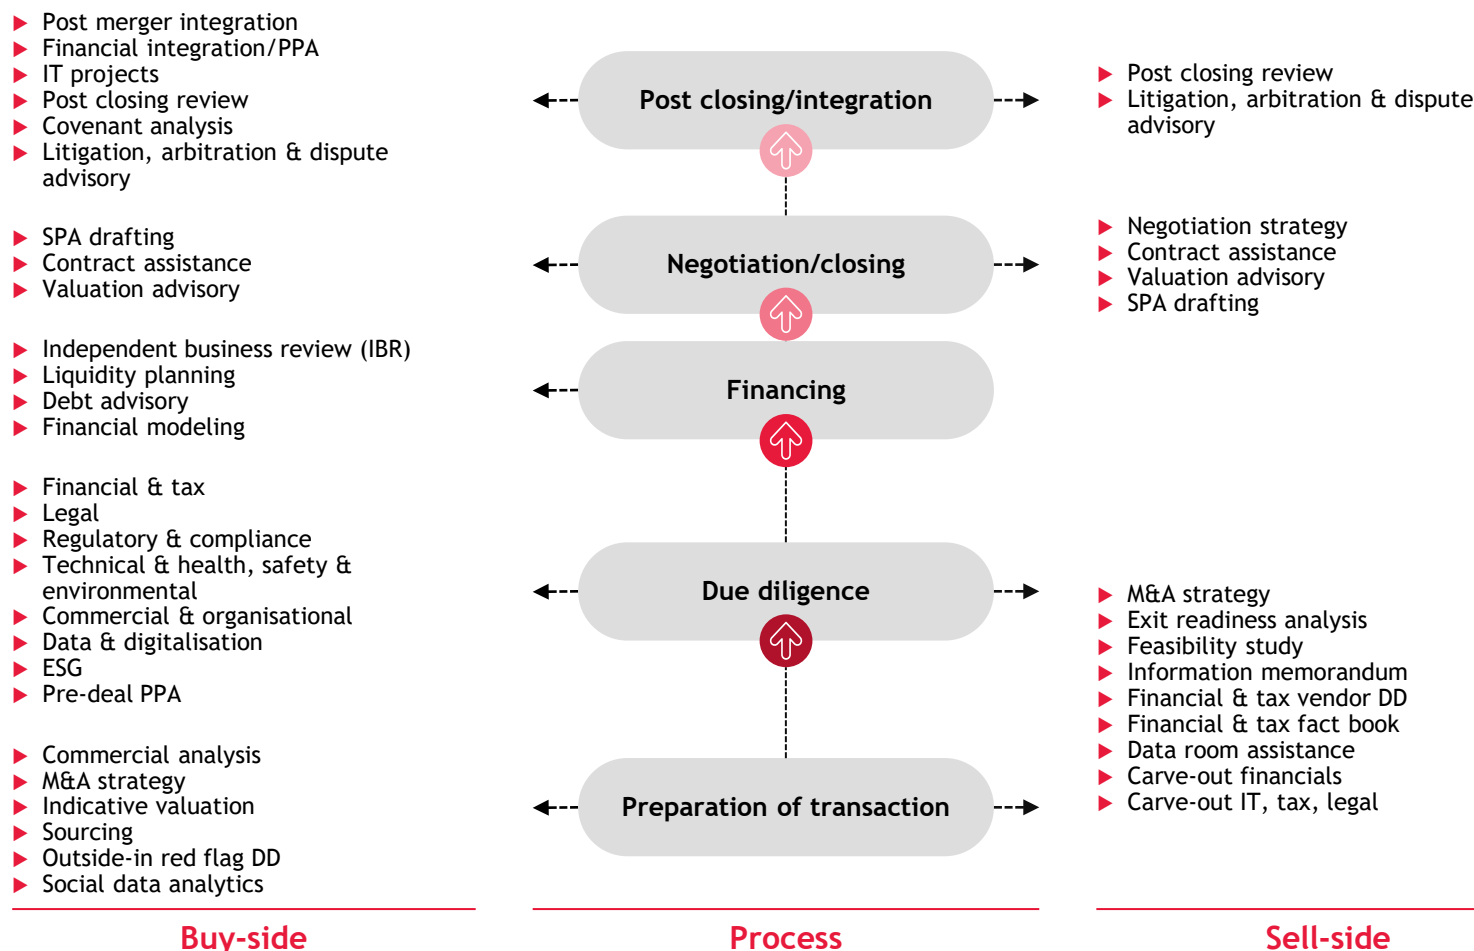 Post merger integration
Financial integration/PPA
IT projects
Post closing review
Covenant analysis
Litigation, arbitration & dispute
advisory
SPA drafting
Contract assistance
Valuation advisory
Independent business review (IBR)
Liquidity planning
Debt advisory
Financial modeling
Financial & tax
Legal
Regulatory & compliance
Technical & health, safety &
environmental
Commercial & organisational
Data & digitalisation
ESG
Pre-deal PPA
Commercial analysis
M&A strategy
Indicative valuation
Sourcing
Outside-in red flag DD
Social data analytics
Buy-side
Post closing/integration
Negotiation/closing
Financing
Due diligence
Preparation of transaction
Process
Post closing review
Litigation, arbitration & dispute
advisory
Negotiation strategy
Contract assistance
Valuation advisory
SPA drafting
M&A strategy
Exit readiness analysis
Feasibility study
Information memorandum
Financial & tax vendor DD
Financial & tax fact book
Data room assistance
Carve-out financials
Carve-out IT, tax, legal
Sell-side